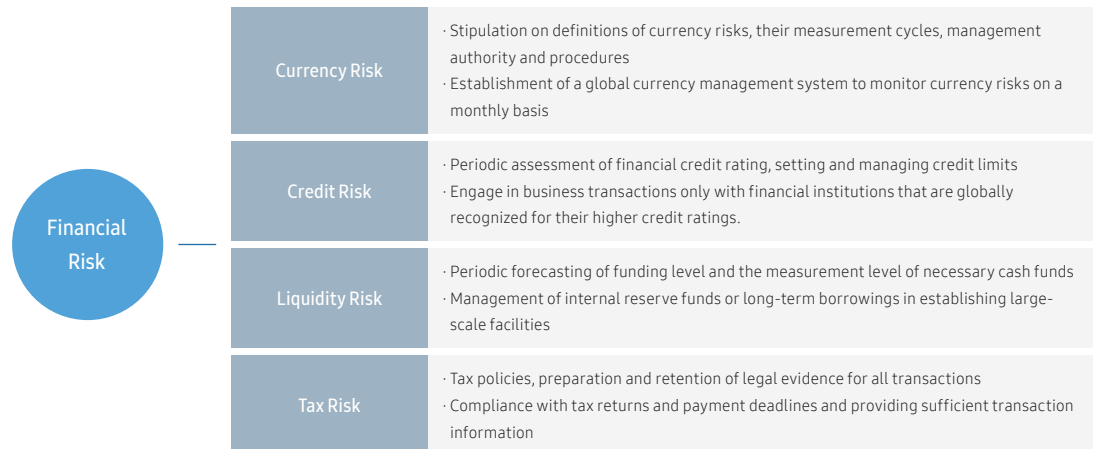 Financial
Risk
Currency Risk
· Stipulation on definitions of currency risks, their measurement cycles, management
authority and procedures
· Establishment of a global currency management system to monitor currency risks on a
monthly basis
Credit Risk
· Periodic assessment of financial credit rating, setting and managing credit limits
· Engage in business transactions only with financial institutions that are globally
recognized for their higher credit ratings.
Liquidity Risk
· Periodic forecasting of funding level and the measurement level of necessary cash funds
· Management of internal reserve funds or long-term borrowings in establishing large-
scale facilities
Tax Risk
· Tax policies, preparation and retention of legal evidence for all transactions
· Compliance with tax returns and payment deadlines and providing sufficient transaction
information